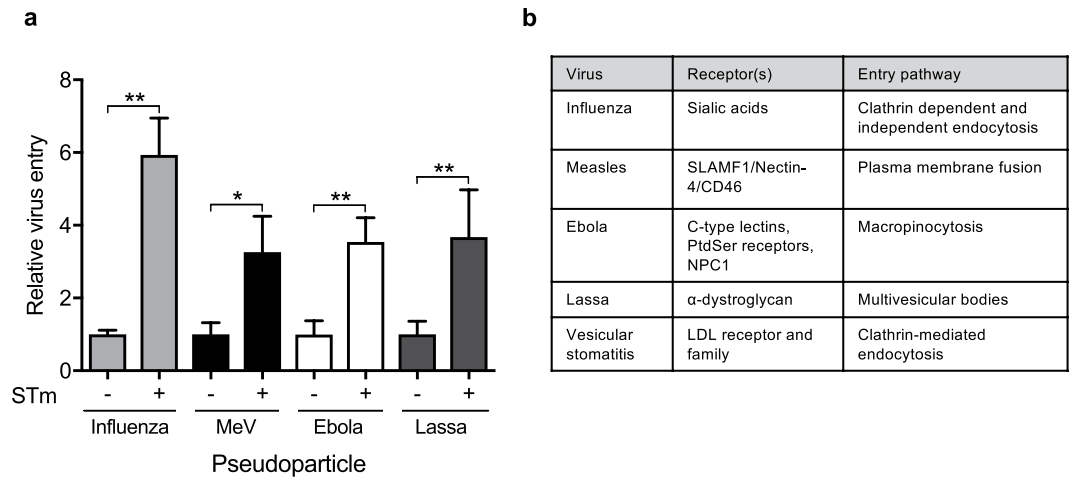 a
8
6
4
2
0
Relative virus entry
**
*
**
**
STm
- + - + - + - +
Influenza MeV Ebola Lassa
Pseudoparticle
b
Virus Receptor(s) Entry pathway
Influenza Sialic acids Clathrin dependent and
independent endocytosis
Measles SLAMF1/Nectin- Plasma membrane fusion
4/CD46
Ebola C-type lectins, Macropinocytosis
PtdSer receptors,
NPC1
Lassa α-dystroglycan Multivesicular bodies
Vesicular LDL receptor and Clathrin-mediated
stomatitis family endocytosis